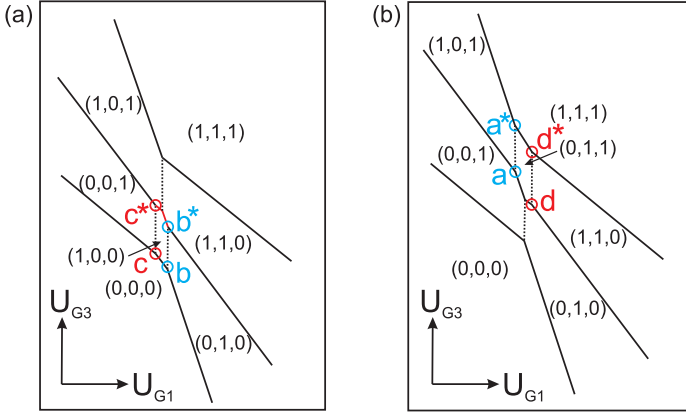 (a)
(1,0,1)
(1,1,1)
(0,0,1)
c*
b*
(1,1,0)
(1,0,0)
c
b
(0,0,0)
(0,1,0)
U_G3
U_G1
(b)
(1,0,1)
a*
(1,1,1)
d*
(0,0,1)
(0,1,1)
a
d
(1,1,0)
(0,0,0)
(0,1,0)
U_G3
U_G1